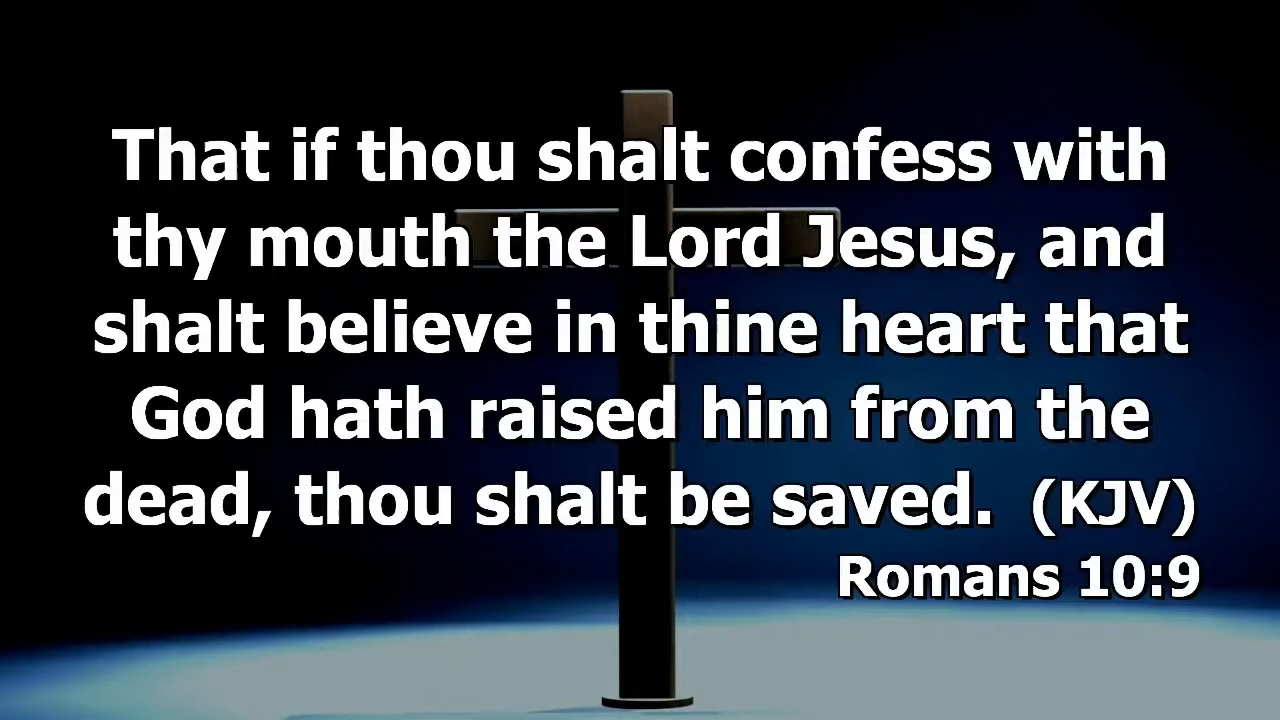 That if thou shalt confess with
thy mouth the Lord Jesus, and
shalt believe in thine heart that
God hath raised him from the
dead, thou shalt be saved. (KJV)
Romans 10:9